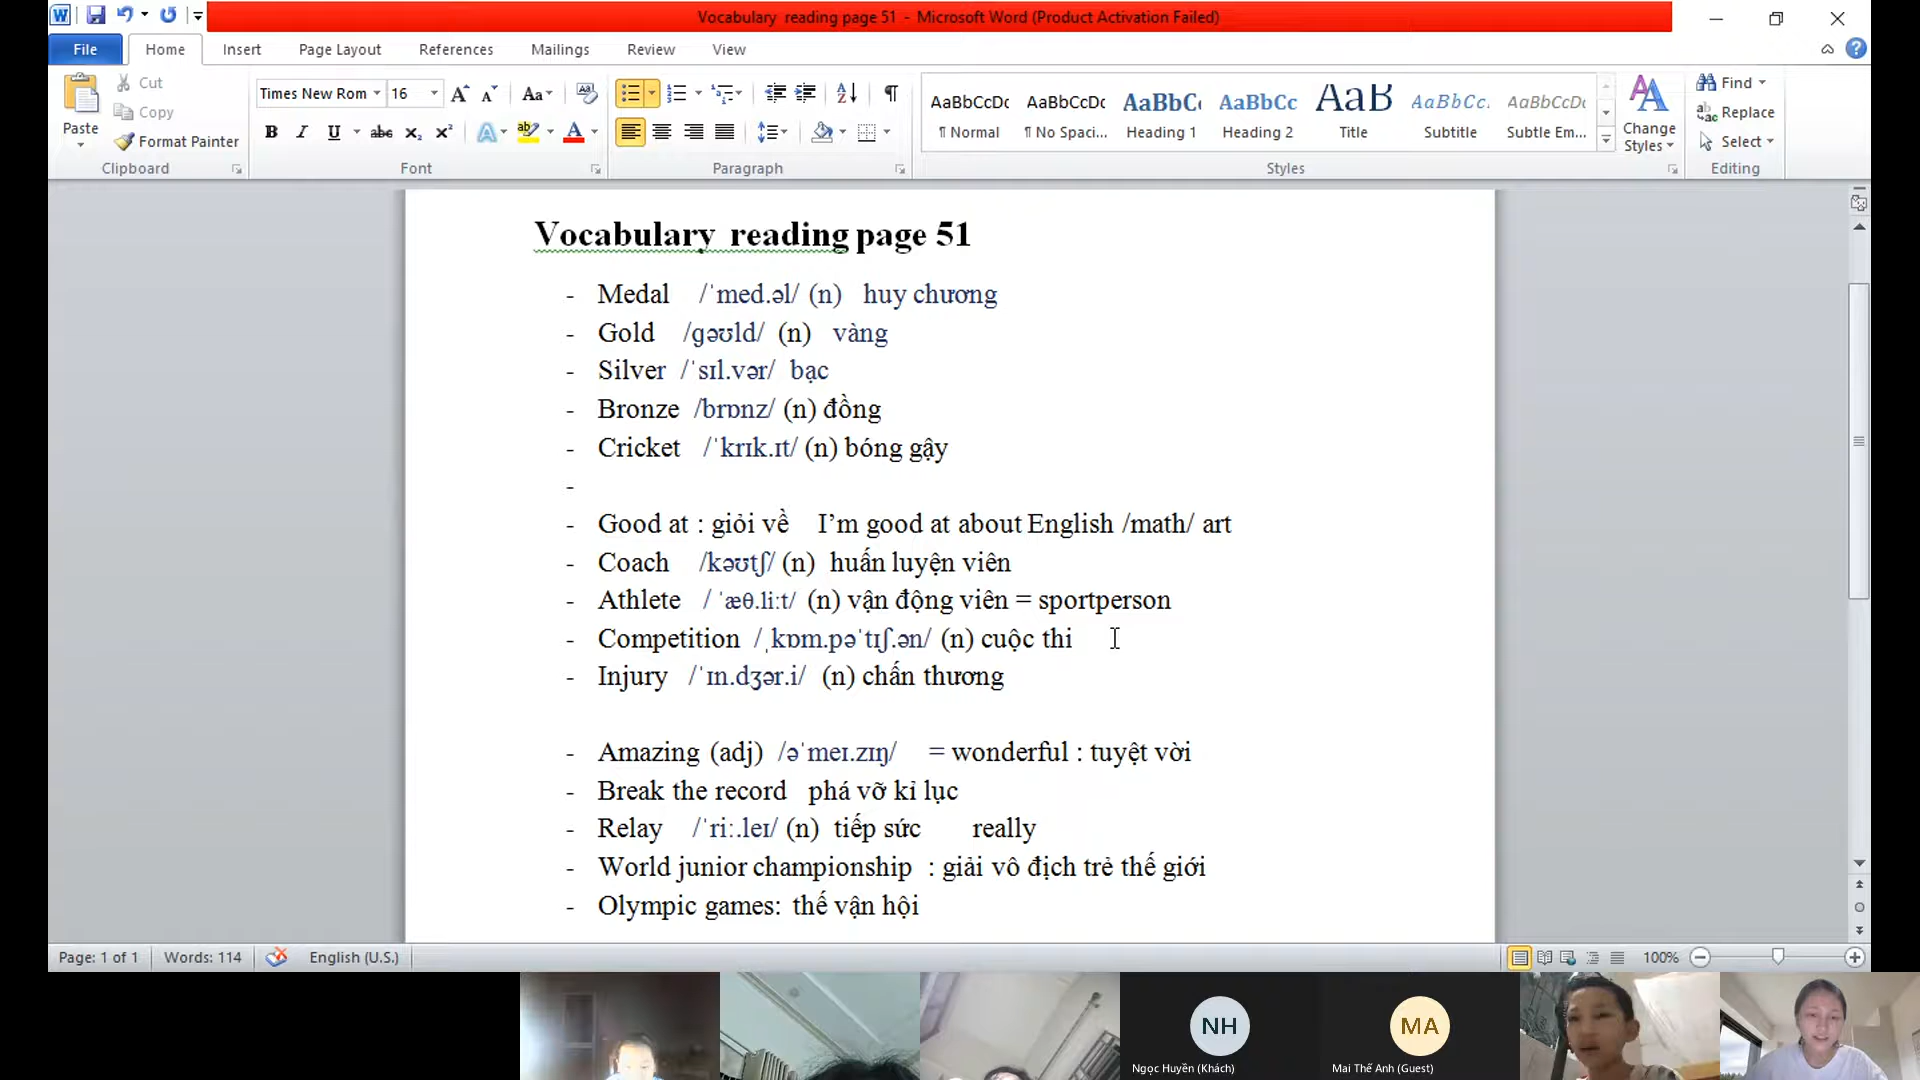 Vocabulary reading page 51 - Microsoft Word (Product Activation Failed)
File Home Insert Page Layout References Mailings Review View
Paste
Cut
Copy
Format Painter
Clipboard
Times New Rom 16
Font
Paragraph
AaBbCcDc AaBbCcDc AaBbC AaBbCc AaB AaBbCc. AaBbCcDc
¶ Normal ¶ No Spaci... Heading 1 Heading 2 Title Subtitle Subtle Em...
Change
Styles
Styles
Find
Replace
Select
Editing
Vocabulary reading page 51
- Medal /ˈmed.əl/ (n) huy chương
- Gold /ɡəʊld/ (n) vàng
- Silver /ˈsɪl.vər/ bạc
- Bronze /brɒnz/ (n) đồng
- Cricket /ˈkrɪk.ɪt/ (n) bóng gậy
-
- Good at : giỏi về I’m good at about English /math/ art
- Coach /kəʊtʃ/ (n) huấn luyện viên
- Athlete / ˈæθ.liːt/ (n) vận động viên = sportperson
- Competition /ˌkɒm.pəˈtɪʃ.ən/ (n) cuộc thi
- Injury /ˈɪn.dʒər.i/ (n) chấn thương
- Amazing (adj) /əˈmeɪ.zɪŋ/ = wonderful : tuyệt vời
- Break the record phá vỡ kỉ lục
- Relay /ˈriː.leɪ/ (n) tiếp sức really
- World junior championship : giải vô địch trẻ thế giới
- Olympic games: thế vận hội
Page: 1 of 1 Words: 114 English (U.S.) 100%
NH
Ngọc Huyền (Khách)
MA
Mai Thế Anh (Guest)